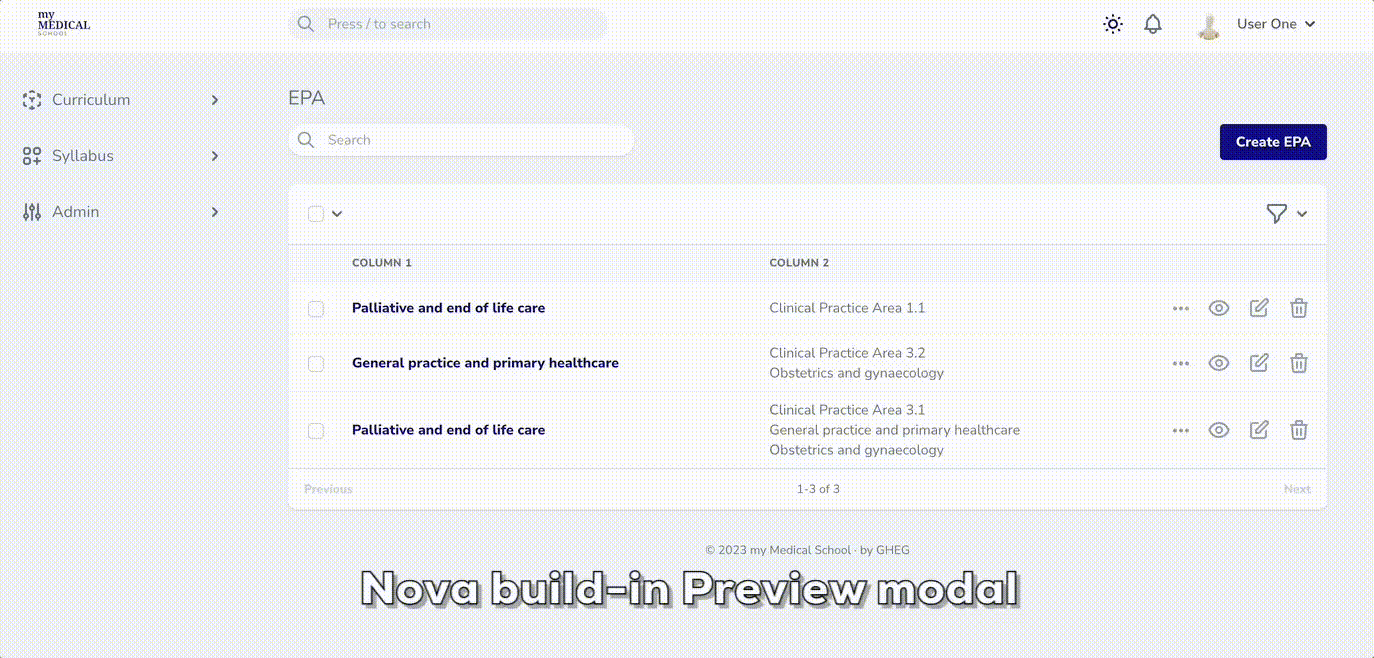 my
MEDICAL
SCHOOL
Press / to search
User One
Curriculum
Syllabus
Admin
EPA
Search
Create EPA
COLUMN 1 COLUMN 2
Palliative and end of life care Clinical Practice Area 1.1
General practice and primary healthcare Clinical Practice Area 3.2
Obstetrics and gynaecology
Palliative and end of life care Clinical Practice Area 3.1
General practice and primary healthcare
Obstetrics and gynaecology
Previous 1-3 of 3 Next
© 2023 my Medical School · by GHEG
Nova build-in Preview modal